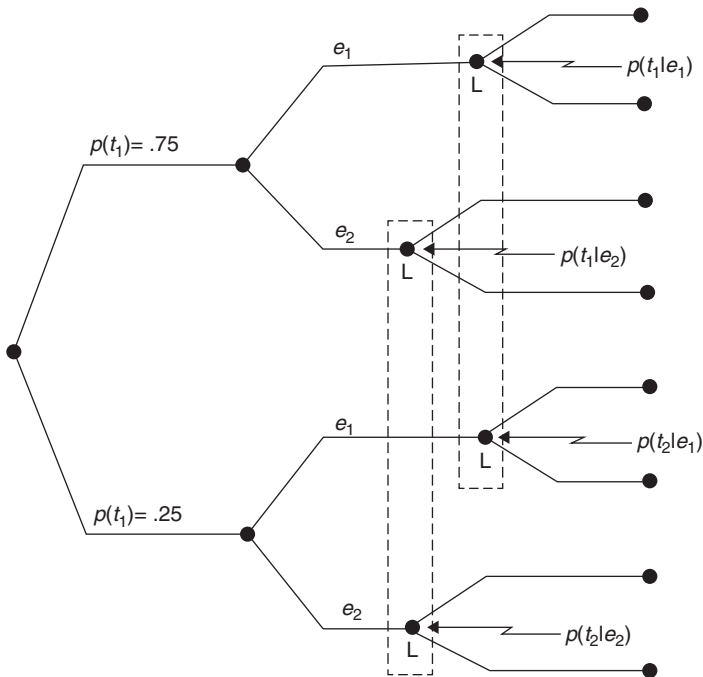 e1
L
p(t1|e1)
p(t1)= .75
e2
L
p(t1|e2)
e1
L
p(t2|e1)
p(t1)= .25
e2
L
p(t2|e2)